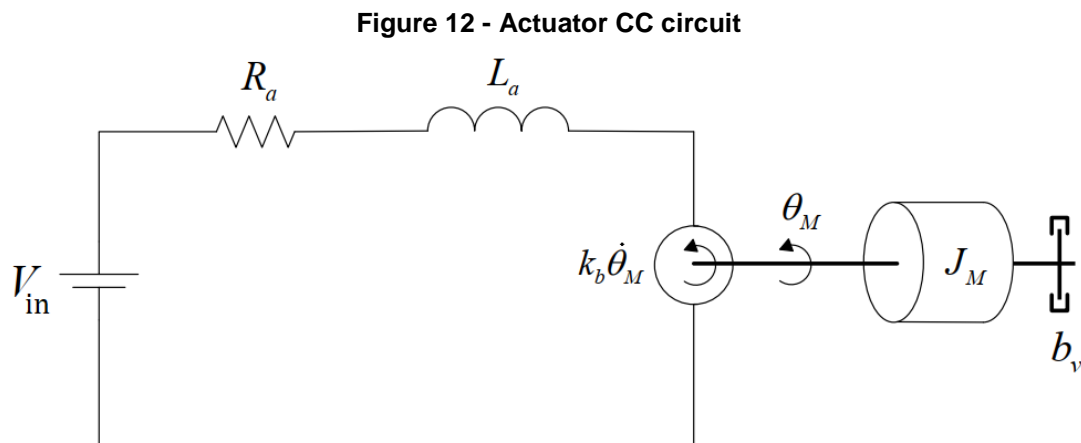 Figure 12 - Actuator CC circuit
R_a
L_a
V_in
k_b θ̇_M
θ_M
J_M
b_v